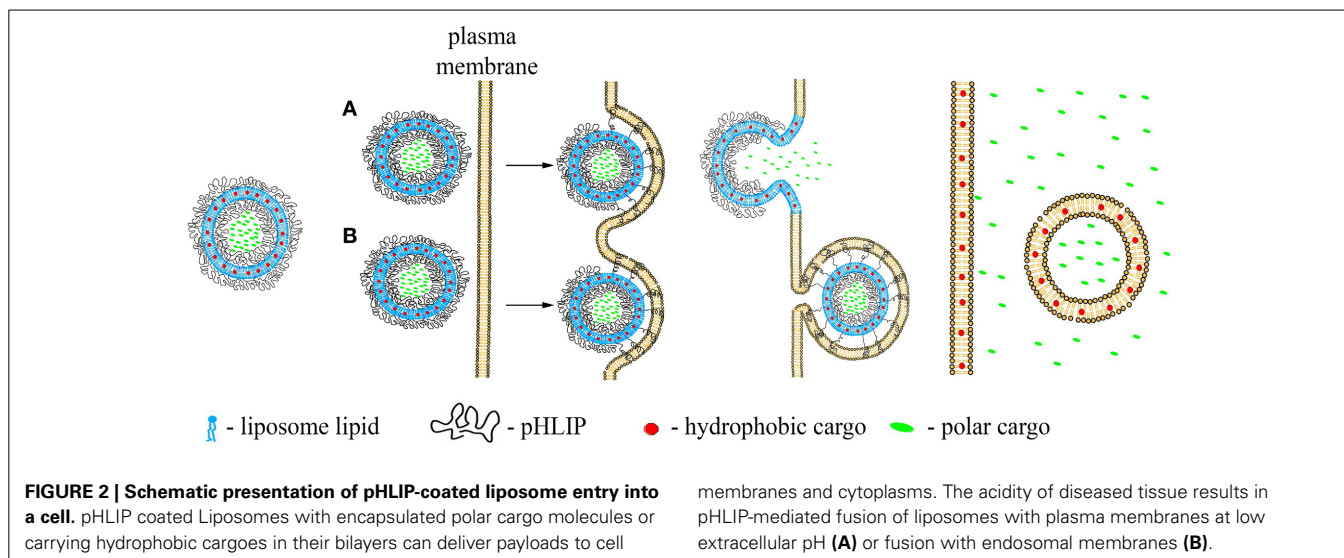 plasma
membrane
A
B
- liposome lipid - pHLIP - hydrophobic cargo - polar cargo
FIGURE 2 | Schematic presentation of pHLIP-coated liposome entry into
a cell. pHLIP coated Liposomes with encapsulated polar cargo molecules or
carrying hydrophobic cargoes in their bilayers can deliver payloads to cell
membranes and cytoplasms. The acidity of diseased tissue results in
pHLIP-mediated fusion of liposomes with plasma membranes at low
extracellular pH (A) or fusion with endosomal membranes (B).